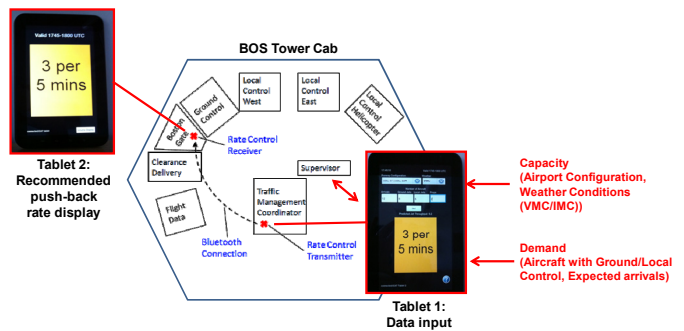 BOS Tower Cab
Valid 1745-1800 UTC
3 per
5 mins
Tablet 2:
Recommended
push-back
rate display
Local
Control
West
Local
Control
East
Local
Control
Helicopter
Ground
Control
Boston
Gate
Rate Control
Receiver
Clearance
Delivery
Flight
Data
Supervisor
Traffic
Management
Coordinator
Bluetooth
Connection
Rate Control
Transmitter
3 per
5 mins
Tablet 1:
Data input
Capacity
(Airport Configuration,
Weather Conditions
(VMC/IMC))
Demand
(Aircraft with Ground/Local
Control, Expected arrivals)